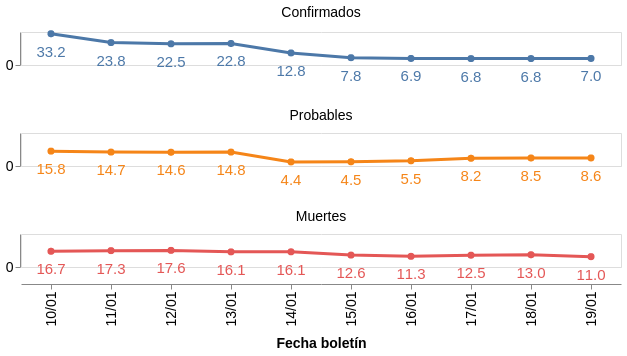 Confirmados
0
33.2 23.8 22.5 22.8 12.8 7.8 6.9 6.8 6.8 7.0
Probables
0
15.8 14.7 14.6 14.8 4.4 4.5 5.5 8.2 8.5 8.6
Muertes
0
16.7 17.3 17.6 16.1 16.1 12.6 11.3 12.5 13.0 11.0
10/01 11/01 12/01 13/01 14/01 15/01 16/01 17/01 18/01 19/01
Fecha boletín